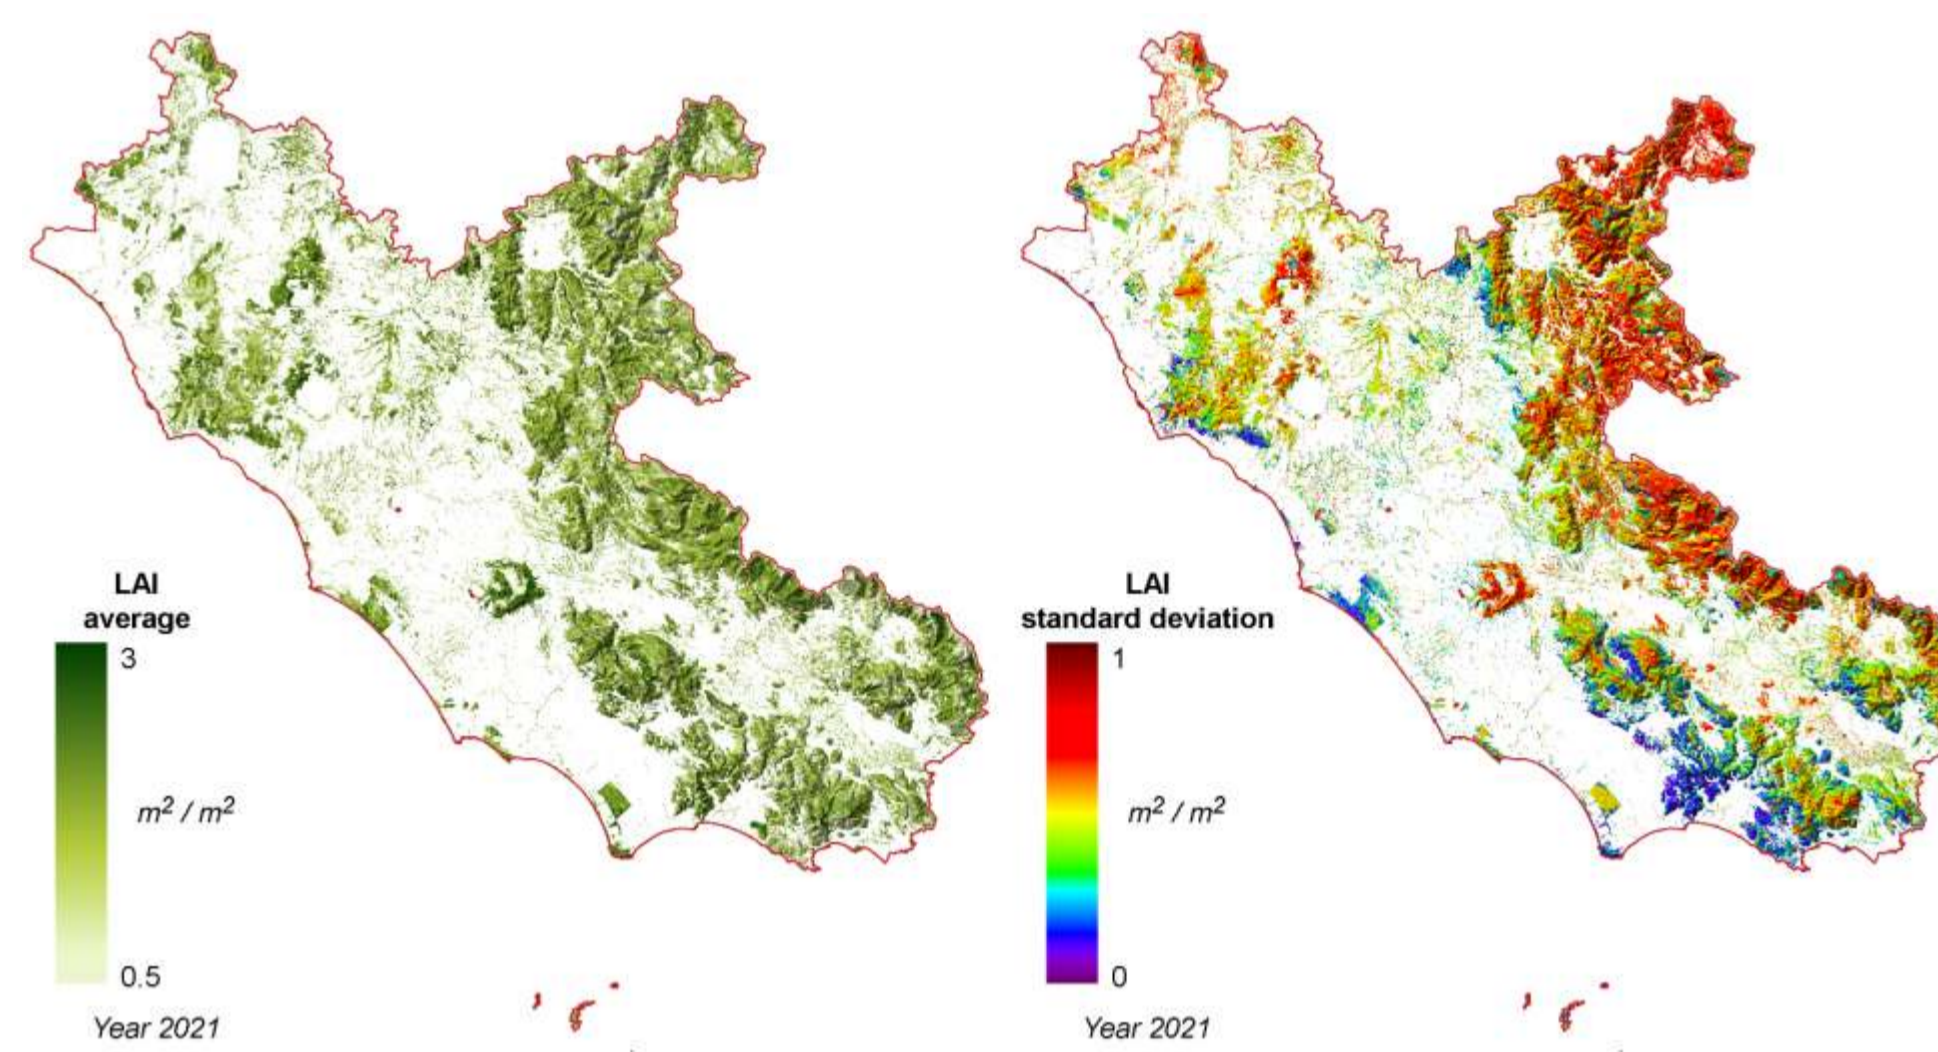 LAI
average
3
m² / m²
0.5
Year 2021
LAI
standard deviation
1
m² / m²
0
Year 2021